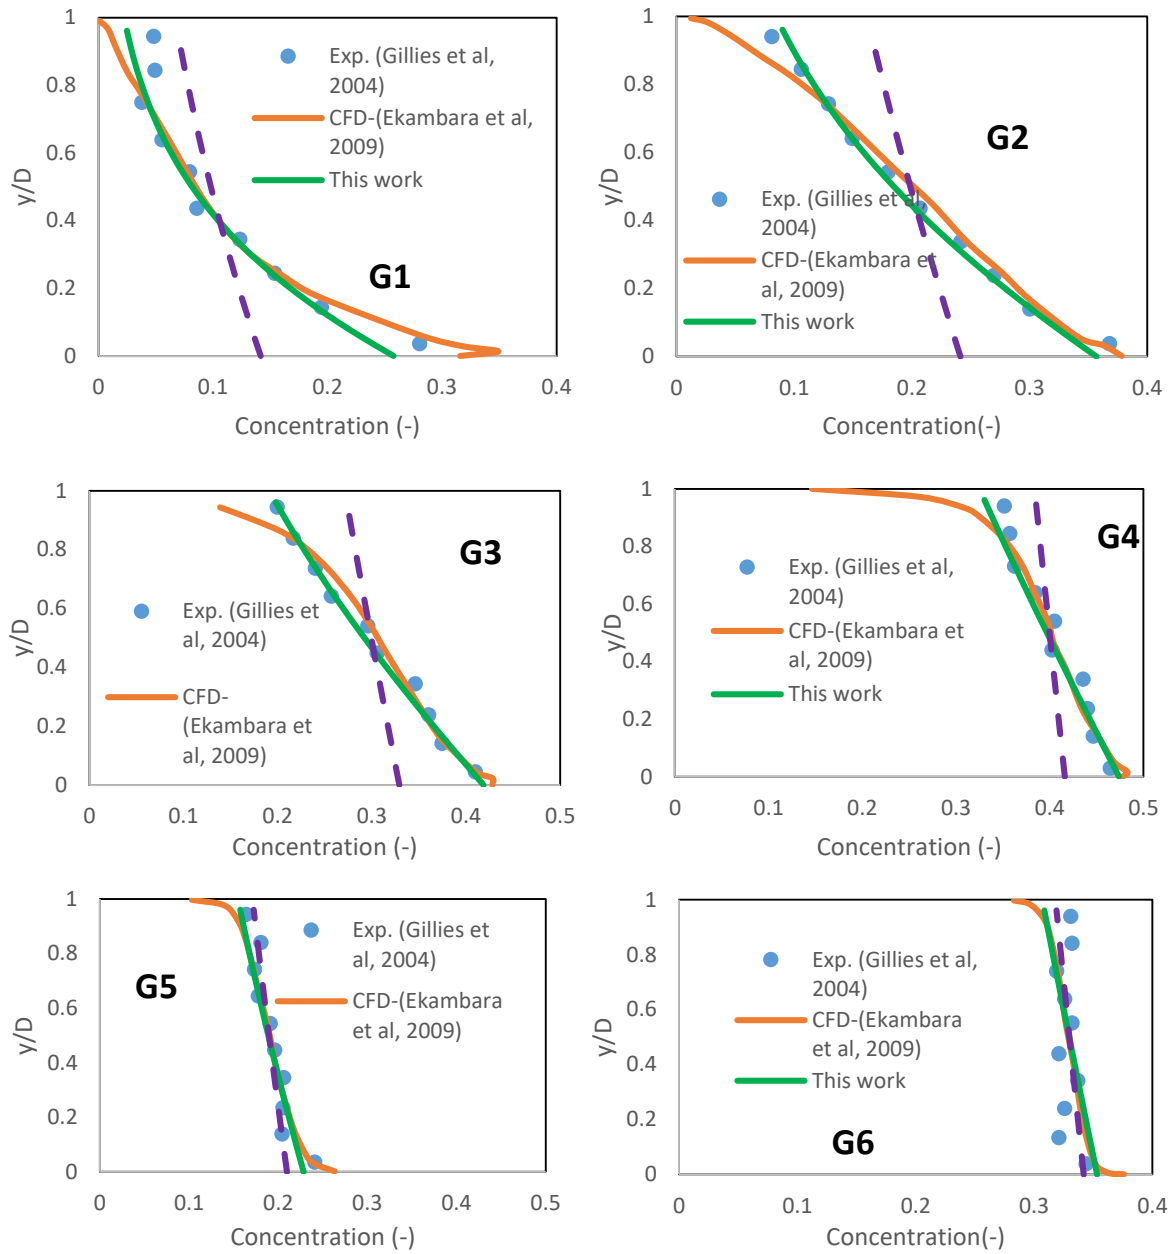 1
0.8
0.6
0.4
0.2
0
y/D
Exp. (Gillies et al,
2004)
CFD-(Ekambara et al,
2009)
This work
G1
0 0.1 0.2 0.3 0.4
Concentration (-)
1
0.8
0.6
0.4
0.2
0
y/D
G2
Exp. (Gillies et al,
2004)
CFD-(Ekambara et
al, 2009)
This work
0 0.1 0.2 0.3 0.4
Concentration(-)
1
0.8
0.6
0.4
0.2
0
y/D
G3
Exp. (Gillies et
al, 2004)
CFD-
(Ekambara et
al, 2009)
0 0.1 0.2 0.3 0.4 0.5
Concentration (-)
1
0.8
0.6
0.4
0.2
0
y/D
G4
Exp. (Gillies et al,
2004)
CFD-(Ekambara et
al, 2009)
This work
0 0.1 0.2 0.3 0.4 0.5
Concentration (-)
1
0.8
0.6
0.4
0.2
0
y/D
G5
Exp. (Gillies et
al, 2004)
CFD-(Ekambara
et al, 2009)
0 0.1 0.2 0.3 0.4 0.5
Concentration (-)
1
0.8
0.6
0.4
0.2
0
y/D
Exp. (Gillies et al,
2004)
CFD-(Ekambara
et al, 2009)
This work
G6
0 0.1 0.2 0.3 0.4
Concentration(-)